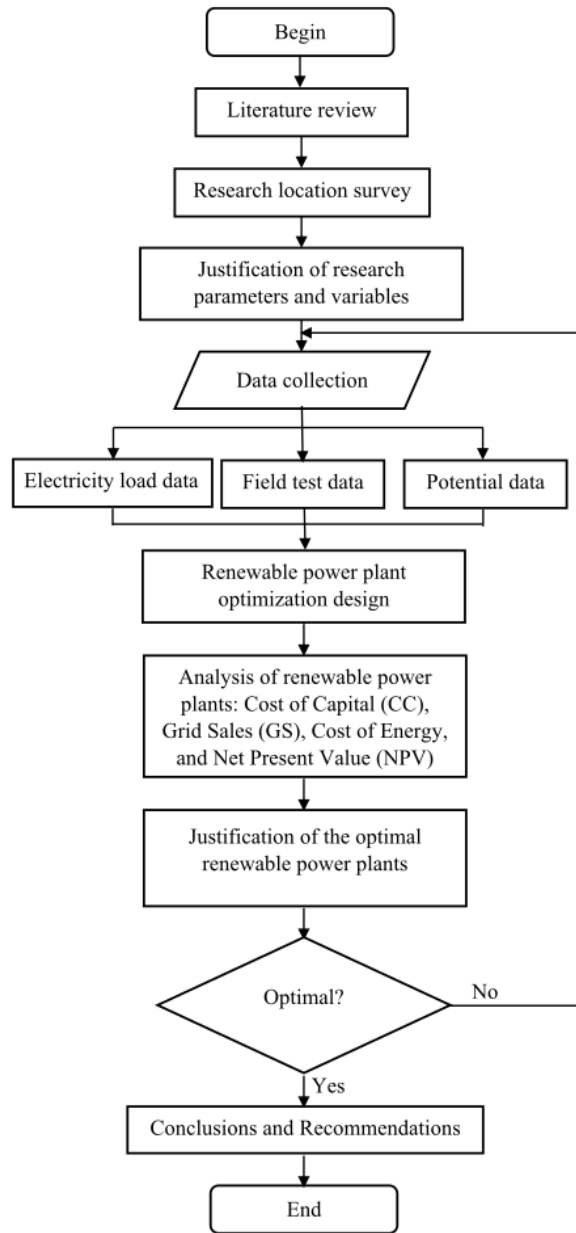 Begin
Literature review
Research location survey
Justification of research
parameters and variables
Data collection
Electricity load data
Field test data
Potential data
Renewable power plant
optimization design
Analysis of renewable power
plants: Cost of Capital (CC),
Grid Sales (GS), Cost of Energy,
and Net Present Value (NPV)
Justification of the optimal
renewable power plants
Optimal?
No
Yes
Conclusions and Recommendations
End